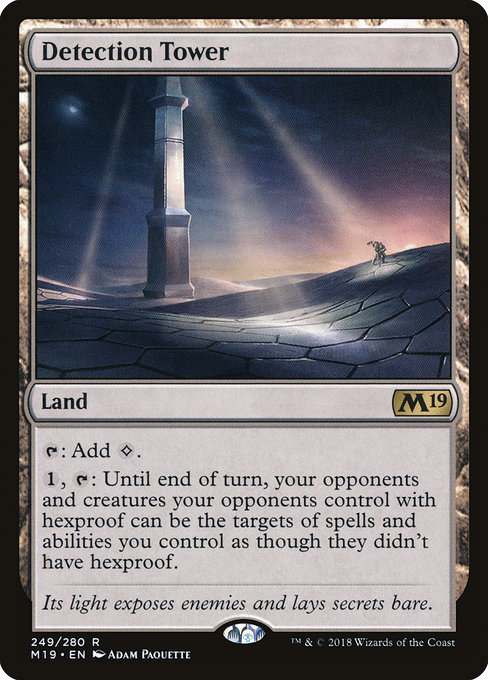 Detection Tower
Land
M19
: Add .
1, : Until end of turn, your opponents
and creatures your opponents control with
hexproof can be the targets of spells and
abilities you control as though they didn't
have hexproof.
Its light exposes enemies and lays secrets bare.
249/280 R
M19 • EN Adam Paquette
™ & © 2018 Wizards of the Coast